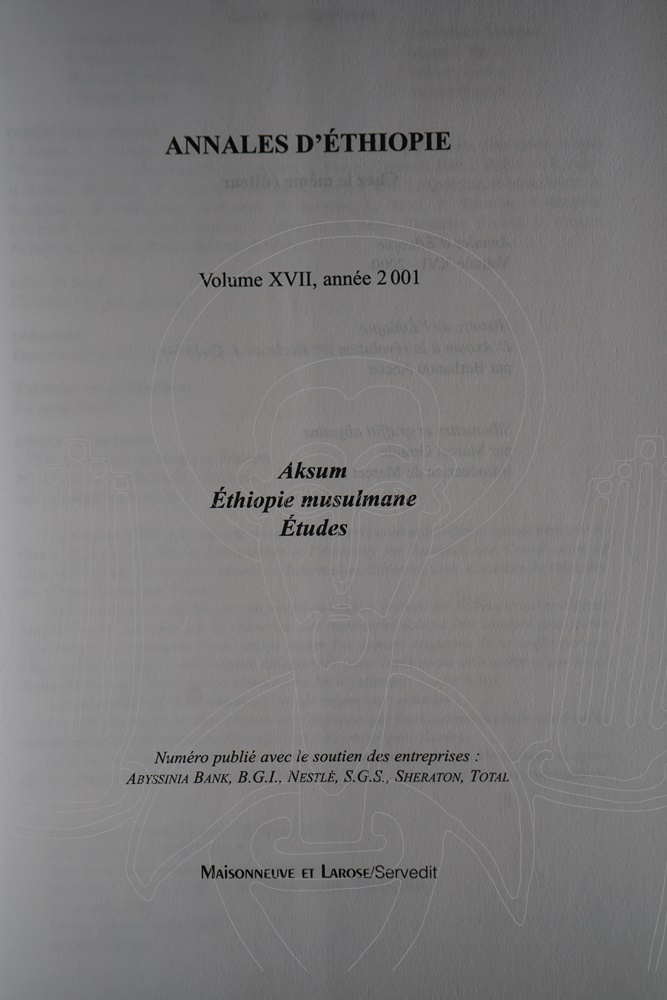 ANNALES D'ÉTHIOPIE
Volume XVII, année 2 001
Aksum
Éthiopie musulmane
Études
Numéro publié avec le soutien des entreprises :
ABYSSINIA BANK, B.G.I., NESTLÉ, S.G.S., SHERATON, TOTAL
MAISONNEUVE ET LAROSE/Servedit